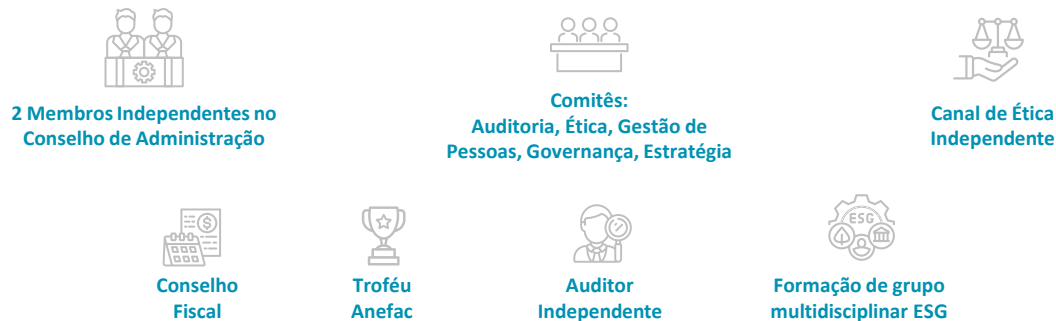 2 Membros Independentes no
Conselho de Administração
Comitês:
Auditoria, Ética, Gestão de
Pessoas, Governança, Estratégia
Canal de Ética
Independente
Conselho
Fiscal
Troféu
Anefac
Auditor
Independente
ESG
Formação de grupo
multidisciplinar ESG